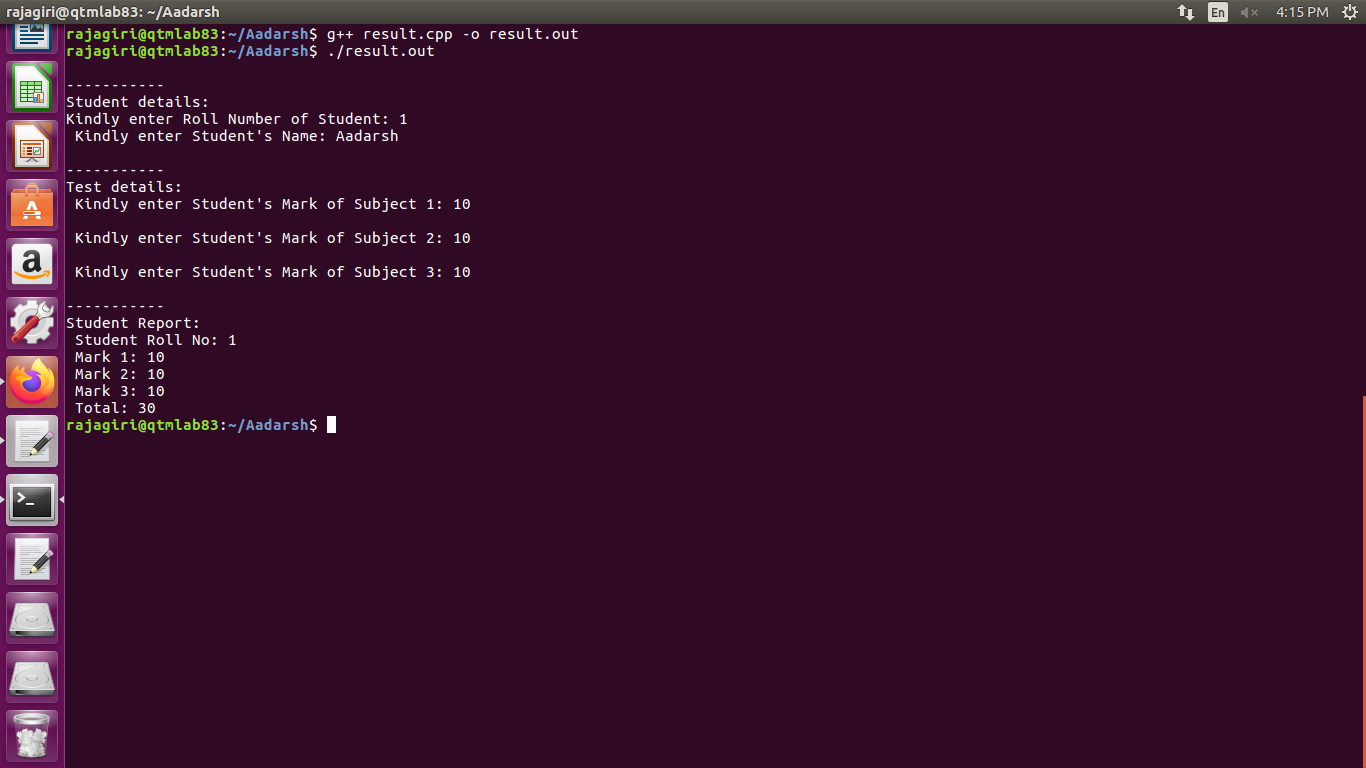 rajagiri@qtmlab83: ~/Aadarsh
En
4:15 PM
rajagiri@qtmlab83:~/Aadarsh$ g++ result.cpp -o result.out
rajagiri@qtmlab83:~/Aadarsh$ ./result.out
-----------
Student details:
Kindly enter Roll Number of Student: 1
Kindly enter Student's Name: Aadarsh
-----------
Test details:
Kindly enter Student's Mark of Subject 1: 10
Kindly enter Student's Mark of Subject 2: 10
Kindly enter Student's Mark of Subject 3: 10
-----------
Student Report:
Student Roll No: 1
Mark 1: 10
Mark 2: 10
Mark 3: 10
Total: 30
rajagiri@qtmlab83:~/Aadarsh$